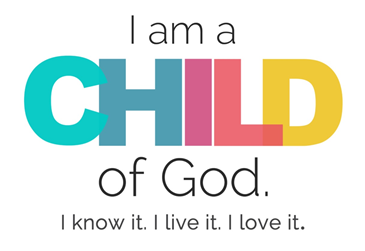 I am a
CHILD
of God.
I know it. I live it. I love it.